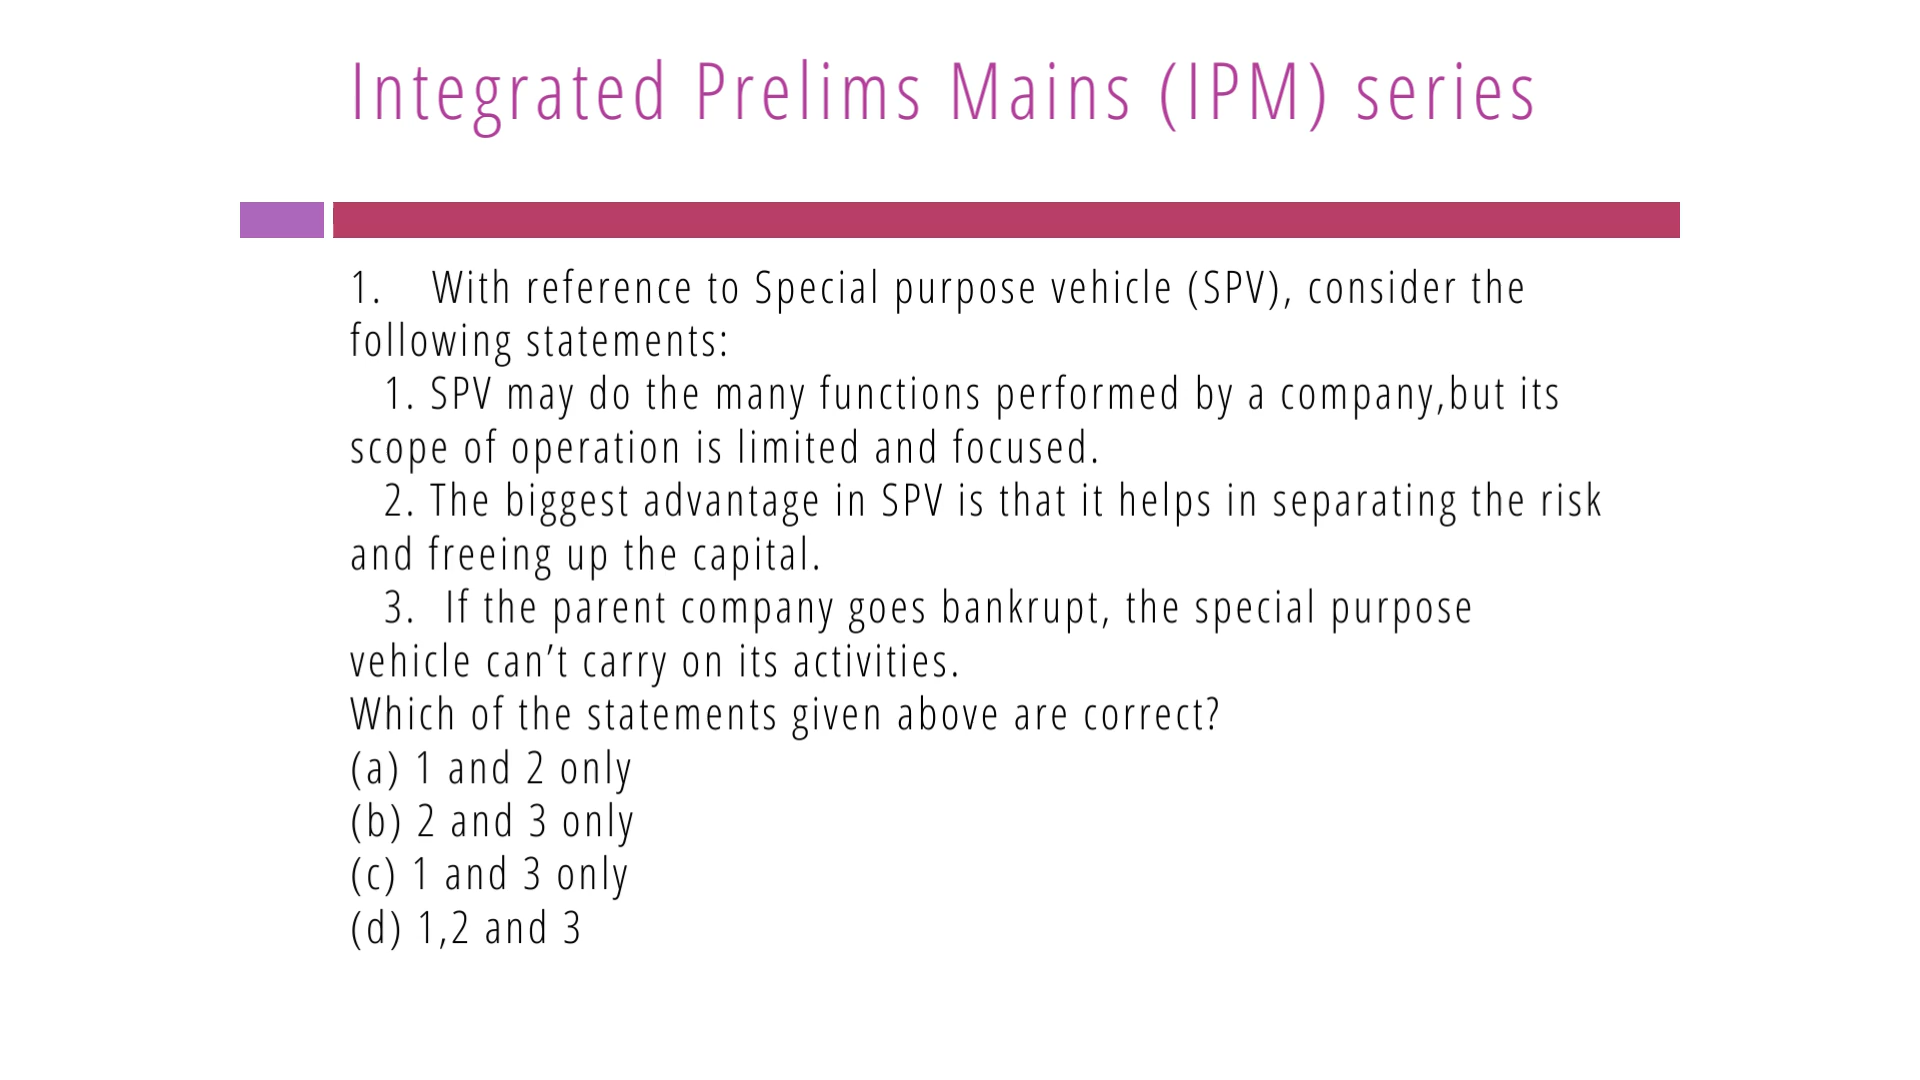 Integrated Prelims Mains (IPM) series
1. With reference to Special purpose vehicle (SPV), consider the
following statements:
1. SPV may do the many functions performed by a company,but its
scope of operation is limited and focused.
2. The biggest advantage in SPV is that it helps in separating the risk
and freeing up the capital.
3. If the parent company goes bankrupt, the special purpose
vehicle can’t carry on its activities.
Which of the statements given above are correct?
(a) 1 and 2 only
(b) 2 and 3 only
(c) 1 and 3 only
(d) 1,2 and 3